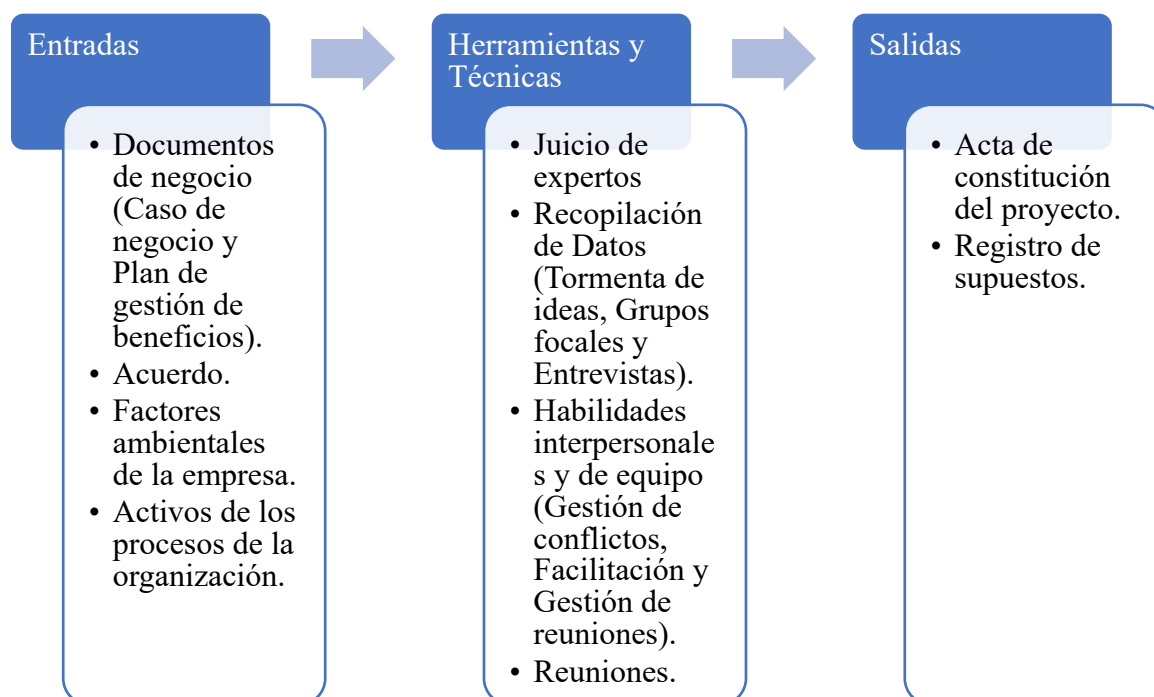 Entradas
• Documentos
de negocio
(Caso de
negocio y
Plan de
gestión de
beneficios).
• Acuerdo.
• Factores
ambientales
de la empresa.
• Activos de los
procesos de la
organización.
Herramientas y
Técnicas
• Juicio de
expertos
• Recopilación
de Datos
(Tormenta de
ideas, Grupos
focales y
Entrevistas).
• Habilidades
interpersonale
s y de equipo
(Gestión de
conflictos,
Facilitación y
Gestión de
reuniones).
• Reuniones.
Salidas
• Acta de
constitución
del proyecto.
• Registro de
supuestos.